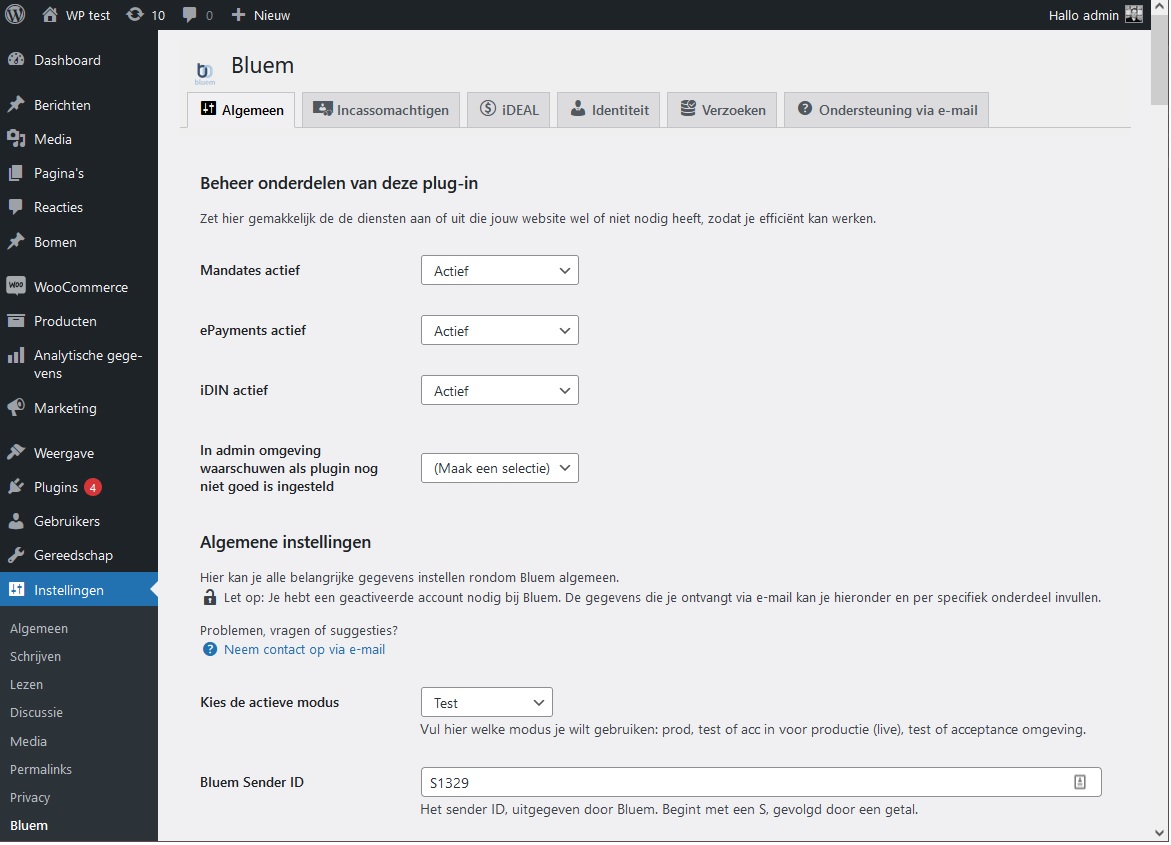 WP test
10
0
Nieuw
Hallo admin
Dashboard
Berichten
Media
Pagina's
Reacties
Bomen
WOO
WooCommerce
Producten
Analytische gege-
vens
Marketing
Weergave
Plugins 4
Gebruikers
Gereedschap
Instellingen
Algemeen
Schrijven
Lezen
Discussie
Media
Permalinks
Privacy
Bluem
bluem
Bluem
Algemeen
Incassomachtigen
iDEAL
Identiteit
Verzoeken
Ondersteuning via e-mail
Beheer onderdelen van deze plug-in
Zet hier gemakkelijk de de diensten aan of uit die jouw website wel of niet nodig heeft, zodat je efficiënt kan werken.
Mandates actief
Actief
ePayments actief
Actief
iDIN actief
Actief
In admin omgeving
waarschuwen als plugin nog
niet goed is ingesteld
(Maak een selectie)
Algemene instellingen
Hier kan je alle belangrijke gegevens instellen rondom Bluem algemeen.
Let op: Je hebt een geactiveerde account nodig bij Bluem. De gegevens die je ontvangt via e-mail kan je hieronder en per specifiek onderdeel invullen.
Problemen, vragen of suggesties?
Neem contact op via e-mail
Kies de actieve modus
Test
Vul hier welke modus je wilt gebruiken: prod, test of acc in voor productie (live), test of acceptance omgeving.
Bluem Sender ID
S1329
Het sender ID, uitgegeven door Bluem. Begint met een S, gevolgd door een getal.